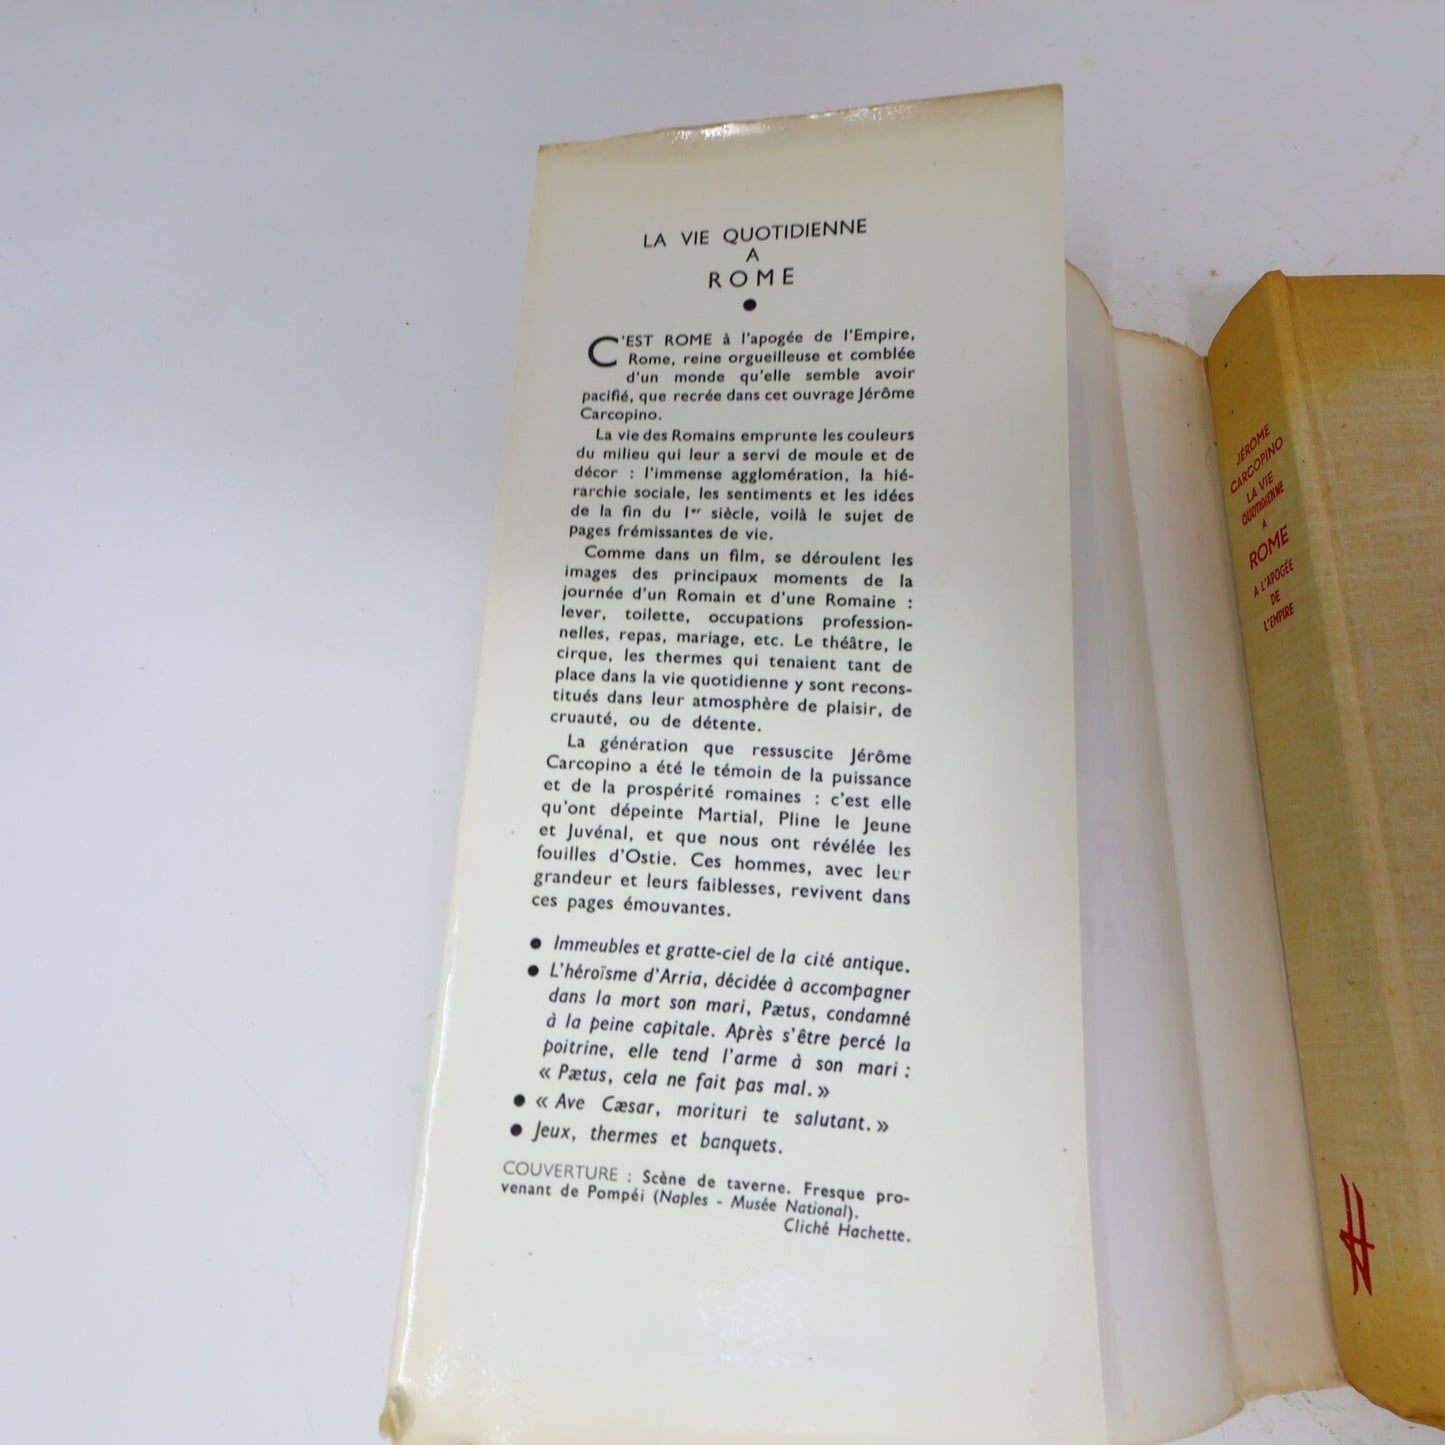 LA VIE QUOTIDIENNE
A
ROME
C'EST ROME à l'apogée de l'Empire,
Rome, reine orgueilleuse et comblée
d'un monde qu'elle semble avoir
pacifié, que recrée dans cet ouvrage Jérôme
Carcopino.
La vie des Romains emprunte les couleurs
du milieu qui leur a servi de moule et de
décor : l'immense agglomération, la hié-
rarchie sociale, les sentiments et les idées
de la fin du Ier siècle, voilà le sujet de
pages frémissantes de vie.
Comme dans un film, se déroulent les
images des principaux moments de la
journée d'un Romain et d'une Romaine :
lever, toilette, occupations profession-
nelles, repas, mariage, etc. Le théâtre, le
cirque, les thermes qui tenaient tant de
place dans la vie quotidienne y sont recons-
titués dans leur atmosphère de plaisir, de
cruauté, ou de détente.
La génération que ressuscite Jérôme
Carcopino a été le témoin de la puissance
et de la prospérité romaines : c'est elle
qu'ont dépeinte Martial, Pline le Jeune
et Juvénal, et que nous ont révélée les
fouilles d'Ostie. Ces hommes, avec leur
grandeur et leurs faiblesses, revivent dans
ces pages émouvantes.
● Immeubles et gratte-ciel de la cité antique.
● L'héroïsme d'Arria, décidée à accompagner
dans la mort son mari, Pætus, condamné
à la peine capitale. Après s'être percé la
poitrine, elle tend l'arme à son mari :
« Pætus, cela ne fait pas mal. »
● « Ave Cæsar, morituri te salutant. »
● Jeux, thermes et banquets.
COUVERTURE : Scène de taverne. Fresque pro-
venant de Pompéi (Naples - Musée National).
Cliché Hachette.
JÉROME
CARCOPINO
LA VIE
QUOTIDIENNE
A
ROME
A L'APOGÉE
DE
L'EMPIRE